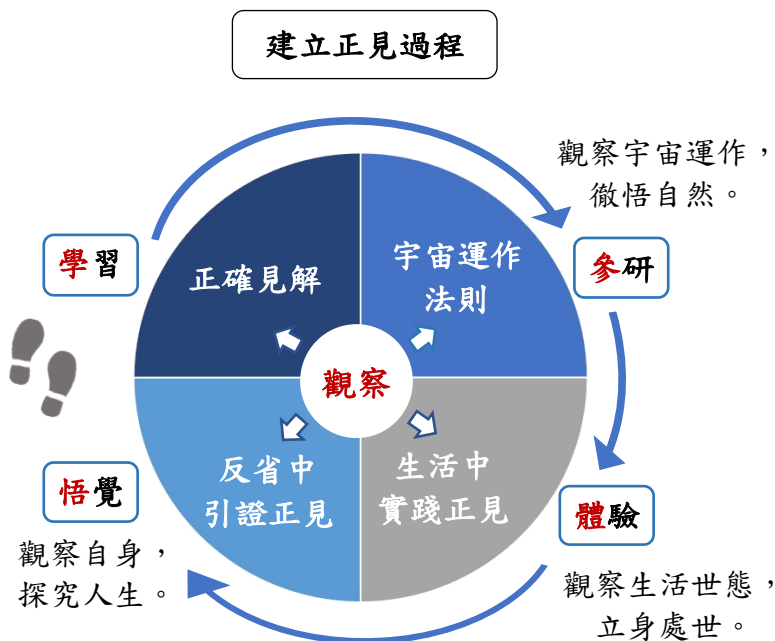 建立正見過程
觀察宇宙運作，
徹悟自然。
學習
正確見解
宇宙運作
法則
參研
觀察
悟覺
反省中
引證正見
生活中
實踐正見
體驗
觀察自身，
探究人生。
觀察生活世態，
立身處世。